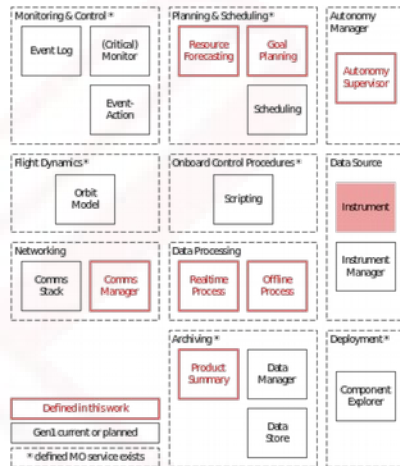 Monitoring & Control *
Event Log
(Critical)
Monitor
Event-
Action
Planning & Scheduling *
Resource
Forecasting
Goal
Planning
Scheduling
Autonomy
Manager
Autonomy
Supervisor
Flight Dynamics *
Orbit
Model
Onboard Control Procedures *
Scripting
Data Source
Instrument
Instrument
Manager
Networking
Comms
Stack
Comms
Manager
Data Processing
Realtime
Process
Offline
Process
Archiving *
Product
Summary
Data
Manager
Data
Store
Deployment *
Component
Explorer
Defined in this work
Gen1 current or planned
* defined MO service exists